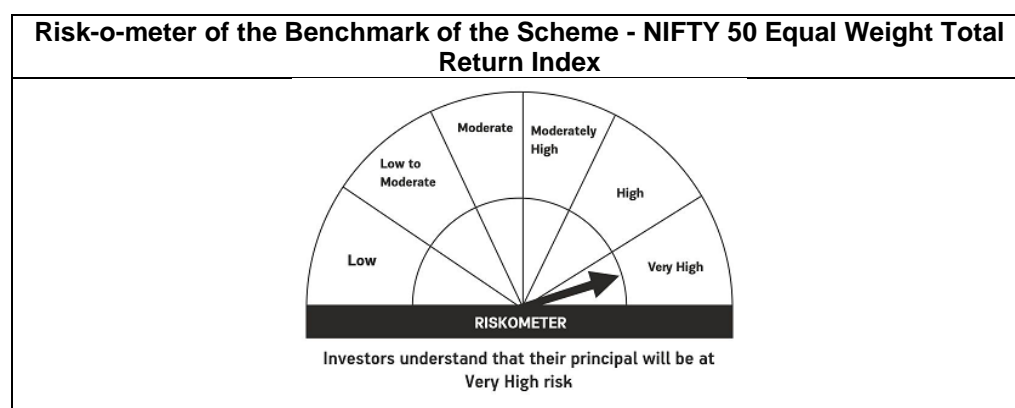 Risk-o-meter of the Benchmark of the Scheme - NIFTY 50 Equal Weight Total
Return Index
Moderate
Moderately
High
Low to
Moderate
High
Low
Very High
RISKOMETER
Investors understand that their principal will be at
Very High risk